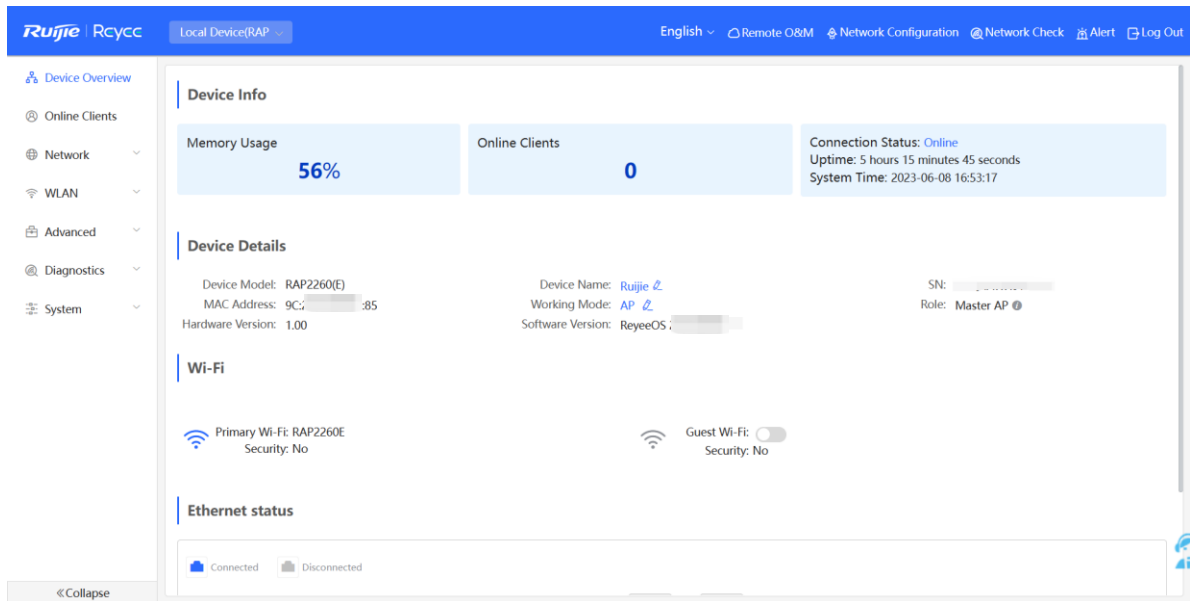 Ruijie | Rcycc Local Device(RAP English Remote O&M Network Configuration Network Check Alert Log Out
Device Overview
Online Clients
Network
WLAN
Advanced
Diagnostics
System
«Collapse
Device Info
Memory Usage
56%
Online Clients
0
Connection Status: Online
Uptime: 5 hours 15 minutes 45 seconds
System Time: 2023-06-08 16:53:17
Device Details
Device Model: RAP2260(E)
MAC Address: 9C: :85
Hardware Version: 1.00
Device Name: Ruijie
Working Mode: AP
Software Version: ReyeeOS
SN:
Role: Master AP
Wi-Fi
Primary Wi-Fi: RAP2260E
Security: No
Guest Wi-Fi:
Security: No
Ethernet status
Connected Disconnected